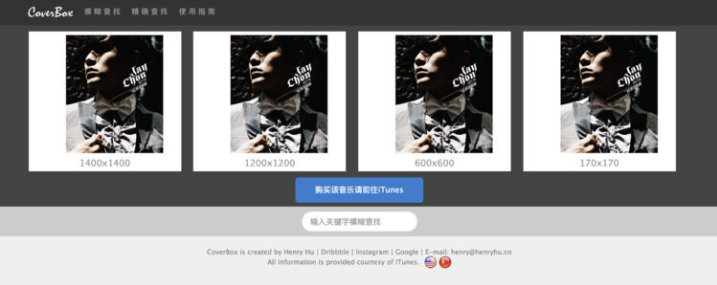 CoverBox 模糊查找 精确查找 使用指南
Jay Chou
Jay Chou
Jay Chou
Jay Chou
1400x1400 1200x1200 600x600 170x170
购买该音乐请前往iTunes
输入关键字模糊查找
CoverBox is created by Henry Hu | Dribbble | Instagram | Google | E-mail: henry@henryhu.cn
All information is provided courtesy of iTunes.